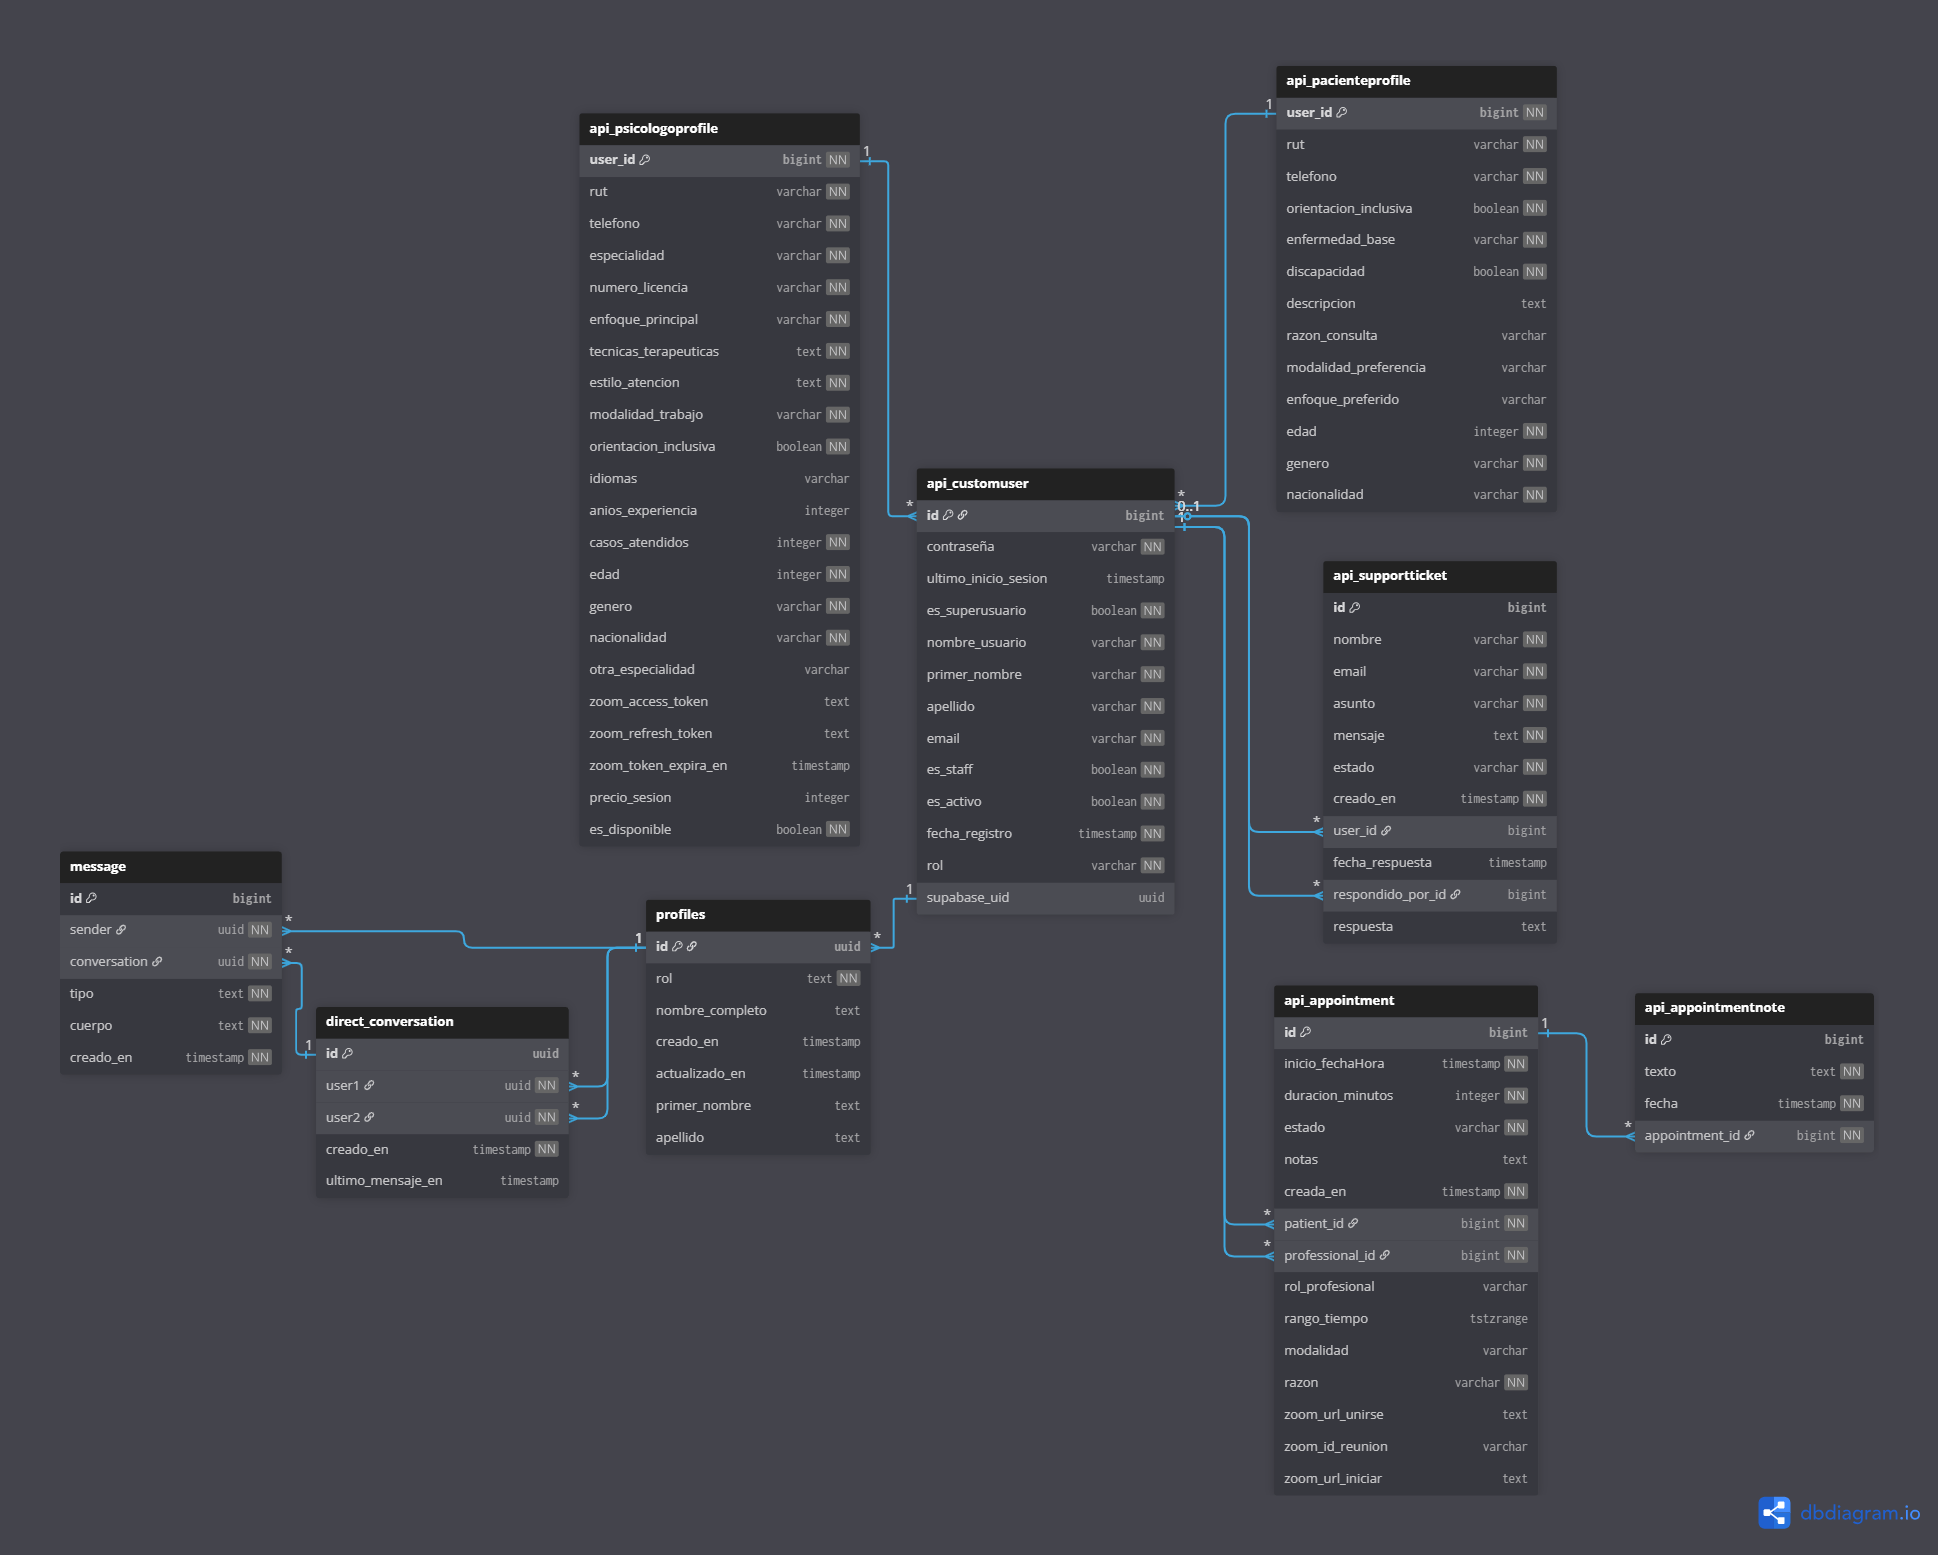 api_psicologoprofile
user_id bigint NN
rut varchar NN
telefono varchar NN
especialidad varchar NN
numero_licencia varchar NN
enfoque_principal varchar NN
tecnicas_terapeuticas text NN
estilo_atencion text NN
modalidad_trabajo varchar NN
orientacion_inclusiva boolean NN
idiomas varchar
anios_experiencia integer
casos_atendidos integer NN
edad integer NN
genero varchar NN
nacionalidad varchar NN
otra_especialidad varchar
zoom_access_token text
zoom_refresh_token text
zoom_token_expira_en timestamp
precio_sesion integer
es_disponible boolean NN
1
*
api_pacienteprofile
1
user_id bigint NN
rut varchar NN
telefono varchar NN
orientacion_inclusiva boolean NN
enfermedad_base varchar NN
discapacidad boolean NN
descripcion text
razon_consulta varchar
modalidad_preferencia varchar
enfoque_preferido varchar
edad integer NN
genero varchar NN
nacionalidad varchar NN
api_customuser
id bigint
contraseña varchar NN
ultimo_inicio_sesion timestamp
es_superusuario boolean NN
nombre_usuario varchar NN
primer_nombre varchar NN
apellido varchar NN
email varchar NN
es_staff boolean NN
es_activo boolean NN
fecha_registro timestamp NN
rol varchar NN
supabase_uid uuid
*
0..1
1
1
api_supportticket
id bigint
nombre varchar NN
email varchar NN
asunto varchar NN
mensaje text NN
estado varchar NN
creado_en timestamp NN
*
user_id bigint
fecha_respuesta timestamp
*
respondido_por_id bigint
respuesta text
message
id bigint
sender uuid NN
*
conversation uuid NN
*
tipo text NN
cuerpo text NN
creado_en timestamp NN
direct_conversation
1
id uuid
user1 uuid NN
*
user2 uuid NN
*
creado_en timestamp NN
ultimo_mensaje_en timestamp
profiles
1
id uuid
*
rol text NN
nombre_completo text
creado_en timestamp
actualizado_en timestamp
primer_nombre text
apellido text
api_appointment
id bigint
1
inicio_fechaHora timestamp NN
duracion_minutos integer NN
estado varchar NN
notas text
creada_en timestamp NN
*
patient_id bigint NN
*
professional_id bigint NN
rol_profesional varchar
rango_tiempo tstzrange
modalidad varchar
razon varchar NN
zoom_url_unirse text
zoom_id_reunion varchar
zoom_url_iniciar text
api_appointmentnote
id bigint
texto text NN
fecha timestamp NN
*
appointment_id bigint NN
dbdiagram.io